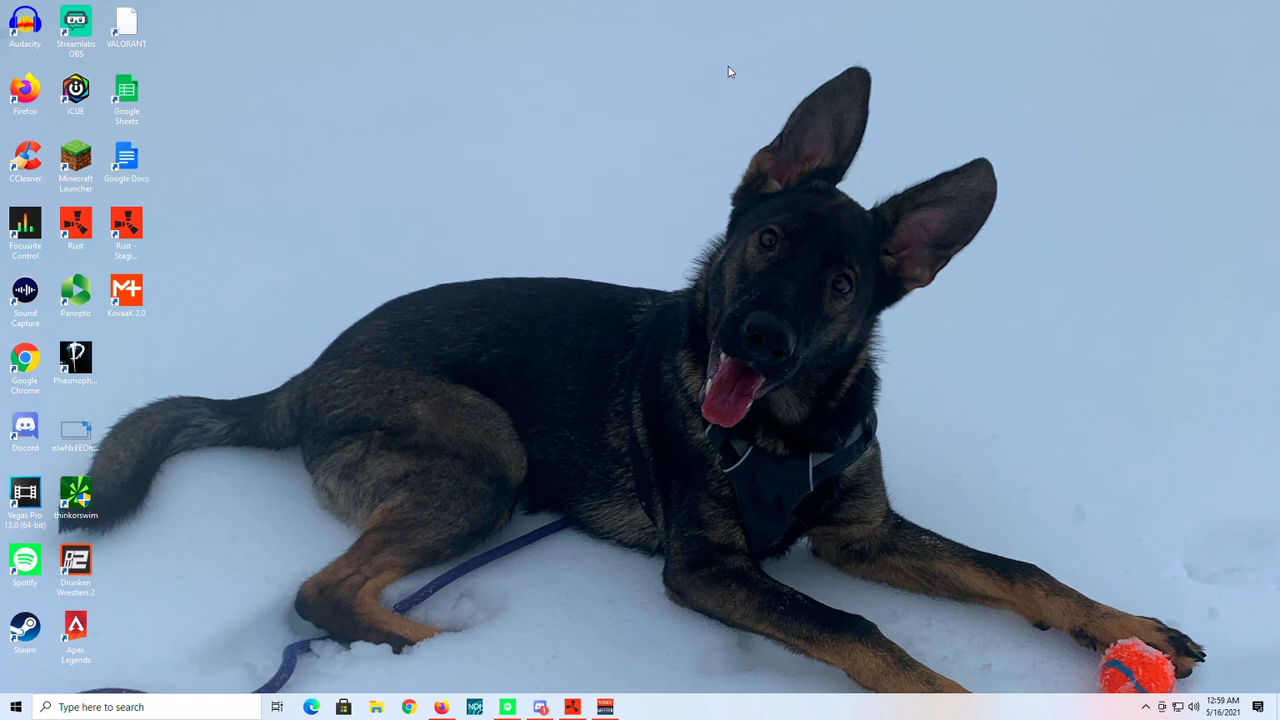 Audacity
Streamlabs
OBS
VALORANT
Firefox
iCUE
Google
Sheets
CCleaner
Minecraft
Launcher
Google Docs
Focusrite
Control
Rust
Rust -
Stagi...
Sound
Capture
Panopto
KovaaK 2.0
Google
Chrome
Phasmoph...
Discord
Vegas Pro
13.0 (64-bit)
thinkorswim
Spotify
Drunken
Wrestlers 2
Steam
Apex
Legends
Type here to search
12:59 AM
5/16/2021